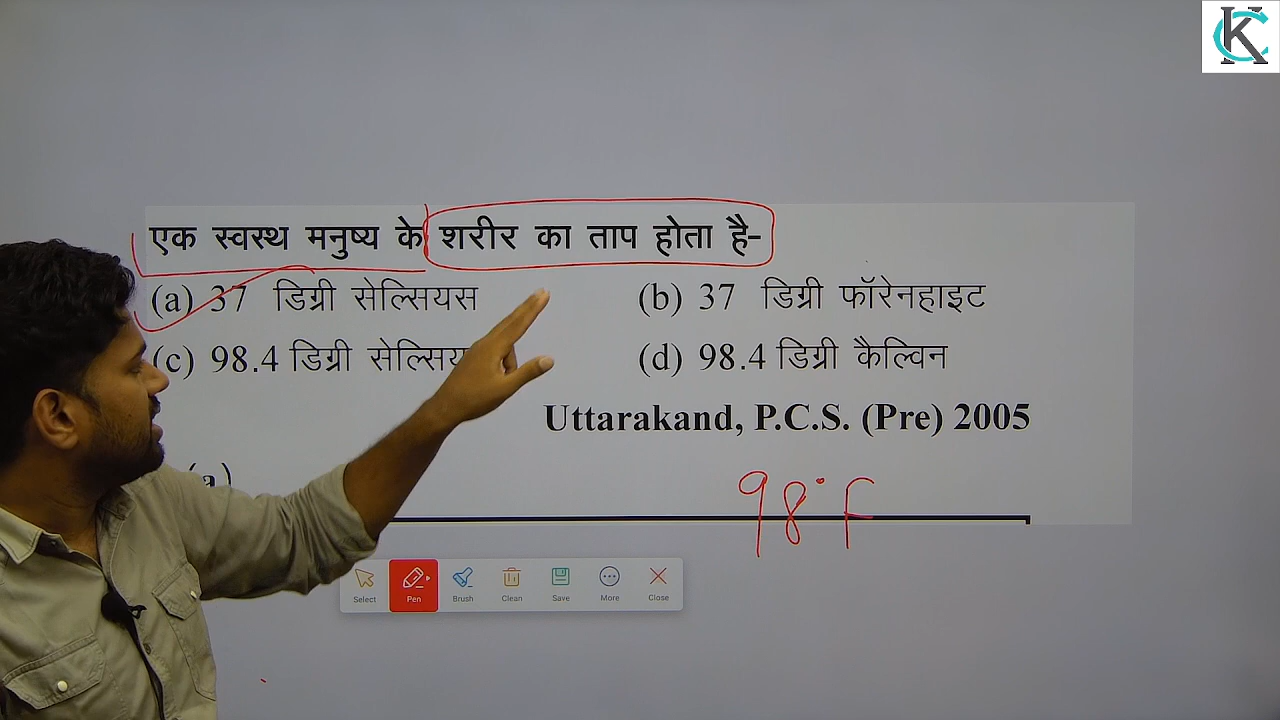 एक स्वस्थ मनुष्य के शरीर का ताप होता है-
(a) 37 डिग्री सेल्सियस (b) 37 डिग्री फॉरेनहाइट
(c) 98.4 डिग्री सेल्सिय (d) 98.4 डिग्री कैल्विन
Uttarakand, P.C.S. (Pre) 2005
(a)
98° F
Select Pen Brush Clean Save More Close
KC